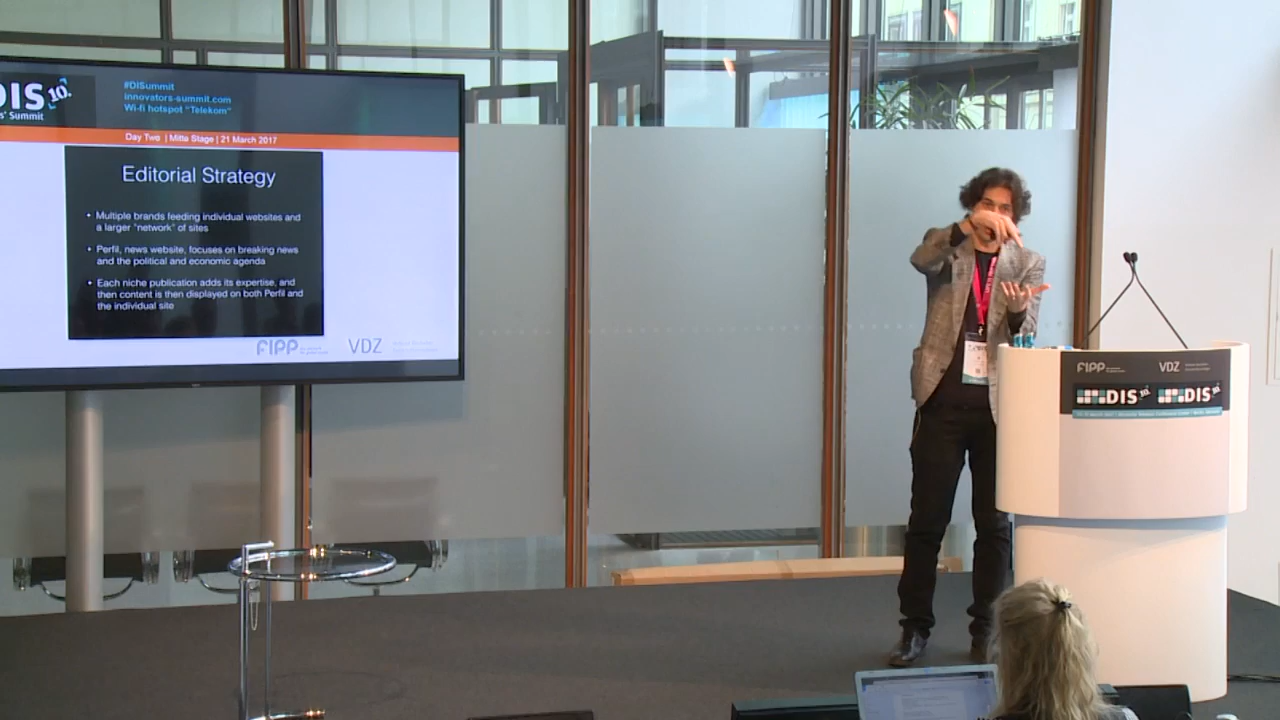 DIS 10.
s' Summit
#DISummit
innovators-summit.com
Wi-fi hotspot "Telekom"
Day Two | Mitte Stage | 21 March 2017
Editorial Strategy
• Multiple brands feeding individual websites and
a larger "network" of sites
• Perfil, news website, focuses on breaking news
and the political and economic agenda
• Each niche publication adds its expertise, and
then content is then displayed on both Perfil and
the individual site
FIPP
VDZ
FIPP
VDZ
DIS 10.
DIS 10.